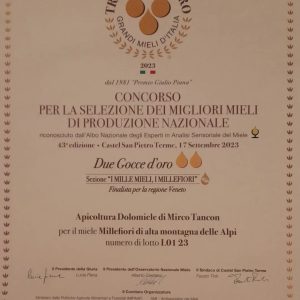 GRANDI MIELI D'ITALIA
2023
dal 1981 "Premio Giulio Piana"
CONCORSO
PER LA SELEZIONE DEI MIGLIORI MIELI
DI PRODUZIONE NAZIONALE
riconosciuto dall'Albo Nazionale degli Esperti in Analisi Sensoriale del Miele
43ª edizione - Castel San Pietro Terme, 17 Settembre 2023
Due Gocce d'oro
Sezione "I MILLE MIELI, I MILLEFIORI"
Finalista per la regione Veneto
Apicoltura Dolomiele di Mirco Tancon
per il miele Millefiori di alta montagna delle Alpi
numero di lotto L01 23
Il Presidente della Giuria
Il Presidente dell'Osservatorio Nazionale Miele
Il Sindaco di Castel San Pietro Terme
Lucia Piana